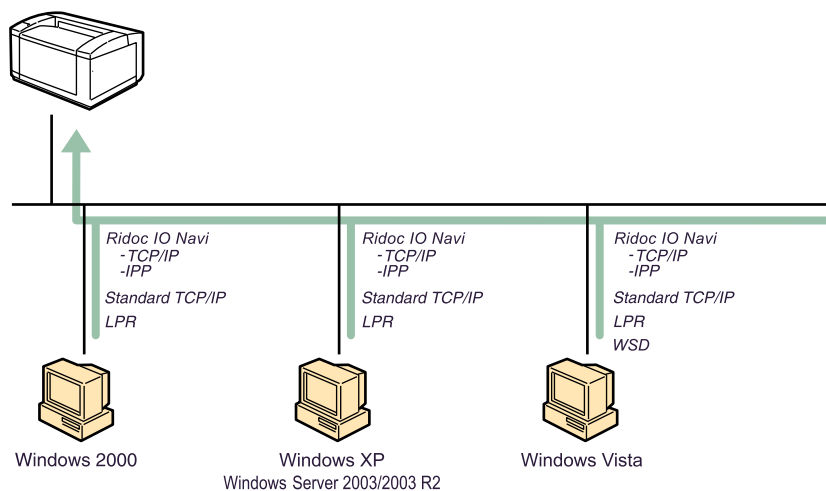 Ridoc IO Navi
-TCP/IP
-IPP
Standard TCP/IP
LPR
Windows 2000
Ridoc IO Navi
-TCP/IP
-IPP
Standard TCP/IP
LPR
Windows XP
Windows Server 2003/2003 R2
Ridoc IO Navi
-TCP/IP
-IPP
Standard TCP/IP
LPR
WSD
Windows Vista